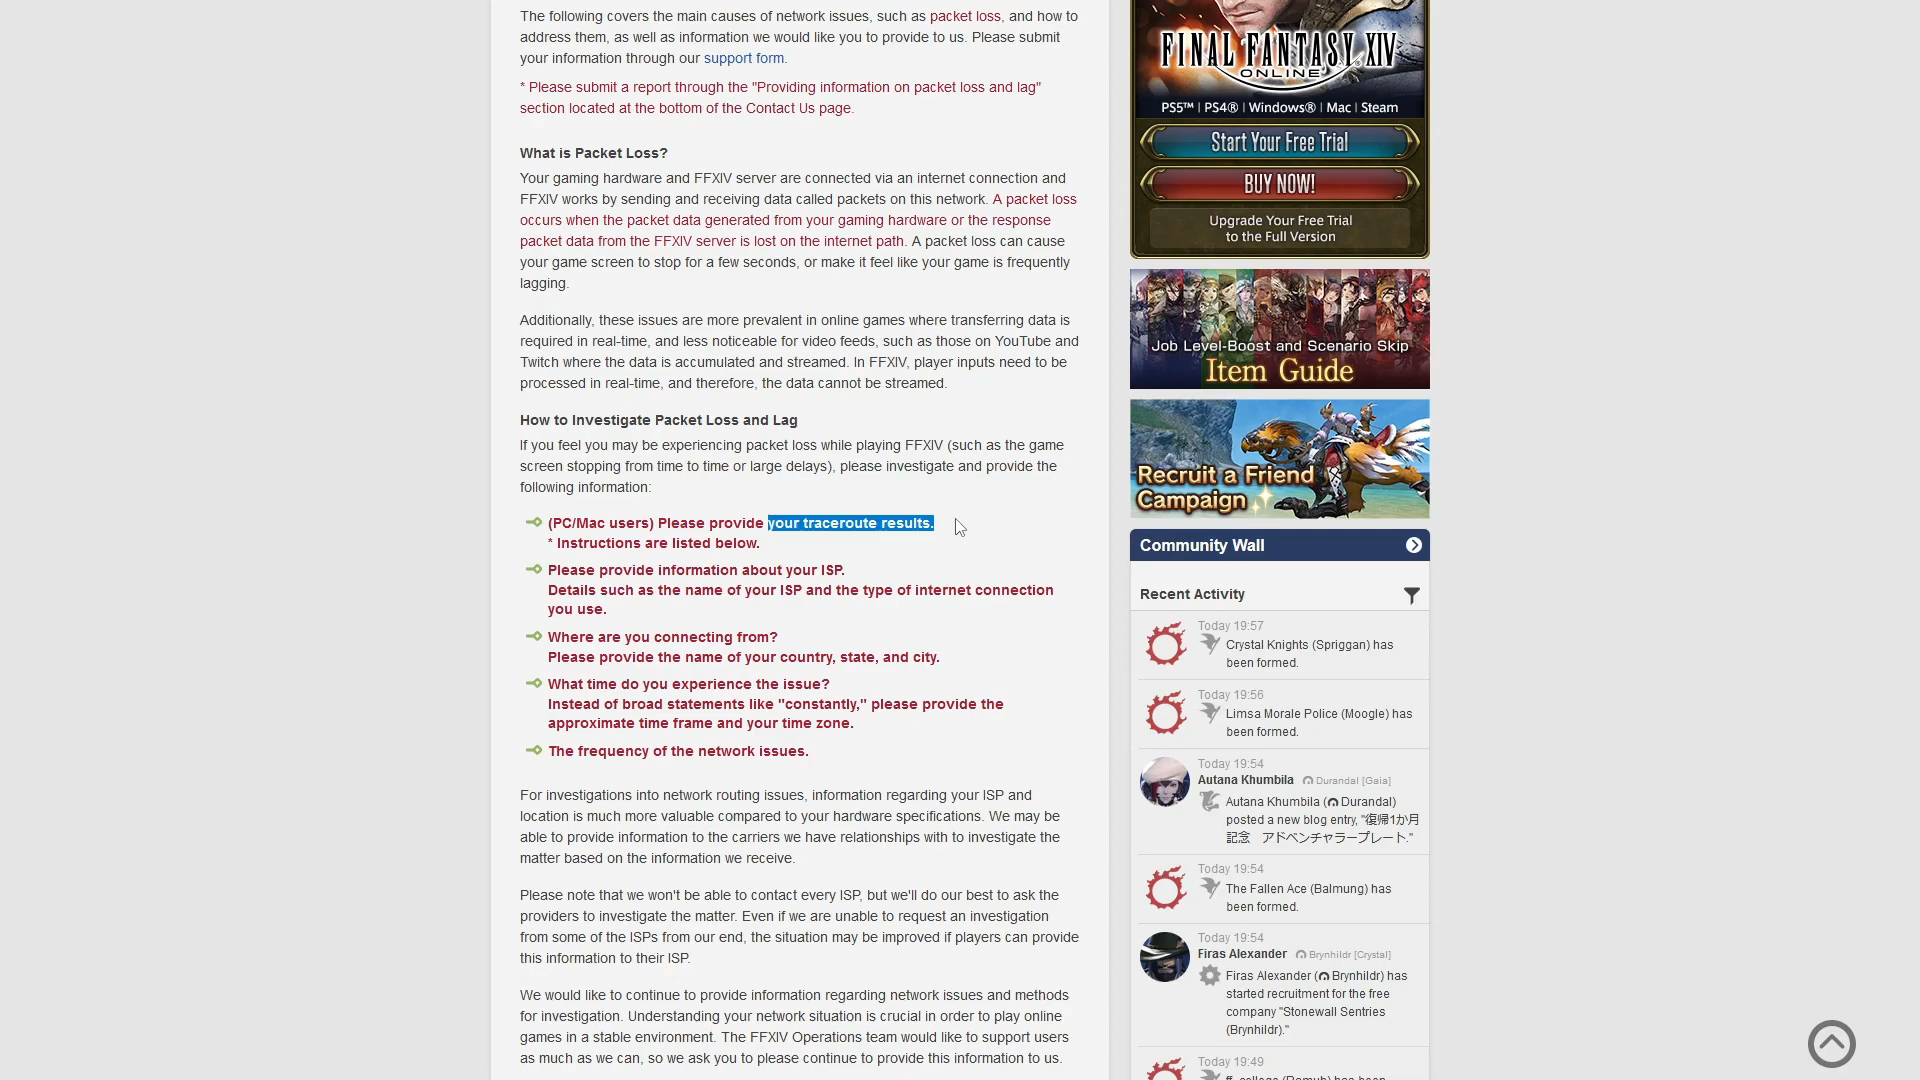 The following covers the main causes of network issues, such as packet loss, and how to
address them, as well as information we would like you to provide to us. Please submit
your information through our support form.
* Please submit a report through the "Providing information on packet loss and lag"
section located at the bottom of the Contact Us page.
What is Packet Loss?
Your gaming hardware and FFXIV server are connected via an internet connection and
FFXIV works by sending and receiving data called packets on this network. A packet loss
occurs when the packet data generated from your gaming hardware or the response
packet data from the FFXIV server is lost on the internet path. A packet loss can cause
your game screen to stop for a few seconds, or make it feel like your game is frequently
lagging.
Additionally, these issues are more prevalent in online games where transferring data is
required in real-time, and less noticeable for video feeds, such as those on YouTube and
Twitch where the data is accumulated and streamed. In FFXIV, player inputs need to be
processed in real-time, and therefore, the data cannot be streamed.
How to Investigate Packet Loss and Lag
If you feel you may be experiencing packet loss while playing FFXIV (such as the game
screen stopping from time to time or large delays), please investigate and provide the
following information:
(PC/Mac users) Please provide your traceroute results.
* Instructions are listed below.
Please provide information about your ISP.
Details such as the name of your ISP and the type of internet connection
you use.
Where are you connecting from?
Please provide the name of your country, state, and city.
What time do you experience the issue?
Instead of broad statements like "constantly," please provide the
approximate time frame and your time zone.
The frequency of the network issues.
For investigations into network routing issues, information regarding your ISP and
location is much more valuable compared to your hardware specifications. We may be
able to provide information to the carriers we have relationships with to investigate the
matter based on the information we receive.
Please note that we won't be able to contact every ISP, but we'll do our best to ask the
providers to investigate the matter. Even if we are unable to request an investigation
from some of the ISPs from our end, the situation may be improved if players can provide
this information to their ISP.
We would like to continue to provide information regarding network issues and methods
for investigation. Understanding your network situation is crucial in order to play online
games in a stable environment. The FFXIV Operations team would like to support users
as much as we can, so we ask you to please continue to provide this information to us.
FINAL FANTASY XIV
ONLINE
PS5™ | PS4® | Windows® | Mac | Steam
Start Your Free Trial
BUY NOW!
Upgrade Your Free Trial
to the Full Version
Job Level-Boost and Scenario Skip
Item Guide
Recruit a Friend
Campaign
Community Wall
Recent Activity
Today 19:57
Crystal Knights (Spriggan) has
been formed.
Today 19:56
Limsa Morale Police (Moogle) has
been formed.
Today 19:54
Autana Khumbila Durandal [Gaia]
Autana Khumbila (Durandal)
posted a new blog entry, "復帰1か月
記念　アドベンチャラープレート."
Today 19:54
The Fallen Ace (Balmung) has
been formed.
Today 19:54
Firas Alexander Brynhildr [Crystal]
Firas Alexander (Brynhildr) has
started recruitment for the free
company "Stonewall Sentries
(Brynhildr)."
Today 19:49